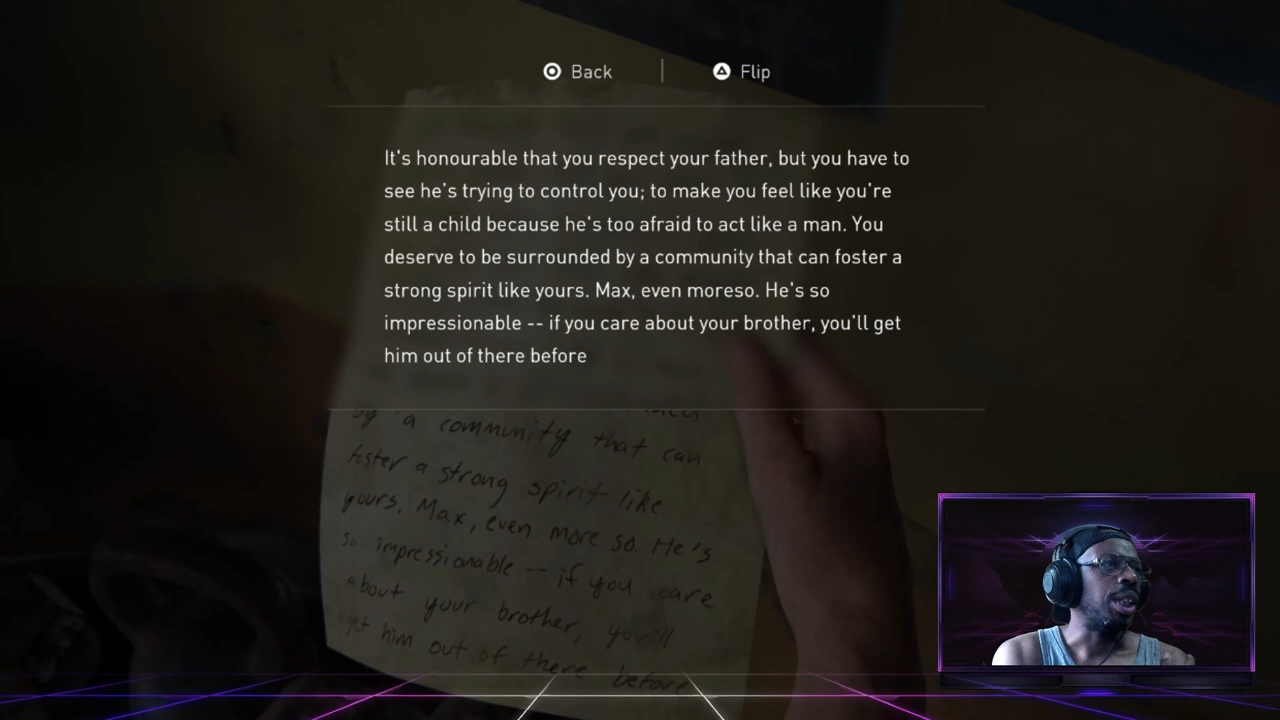 Back | Flip
It's honourable that you respect your father, but you have to
see he's trying to control you; to make you feel like you're
still a child because he's too afraid to act like a man. You
deserve to be surrounded by a community that can foster a
strong spirit like yours. Max, even moreso. He's so
impressionable -- if you care about your brother, you'll get
him out of there before
by a community that can
foster a strong spirit like
yours. Max, even more so. He's
so impressionable -- if you care
about your brother, you'll
get him out of there before